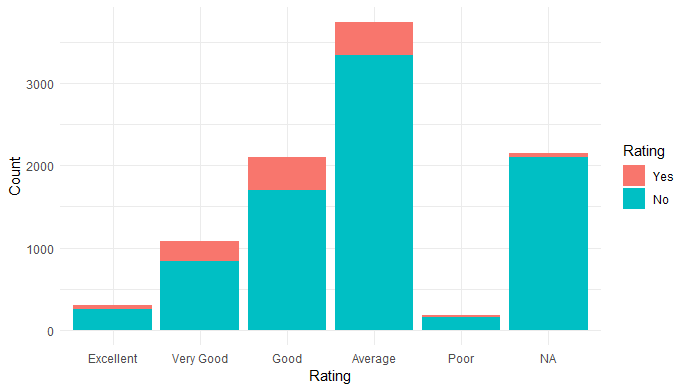 3000
2000
1000
0
Count
Excellent Very Good Good Average Poor NA
Rating
Rating
Yes
No